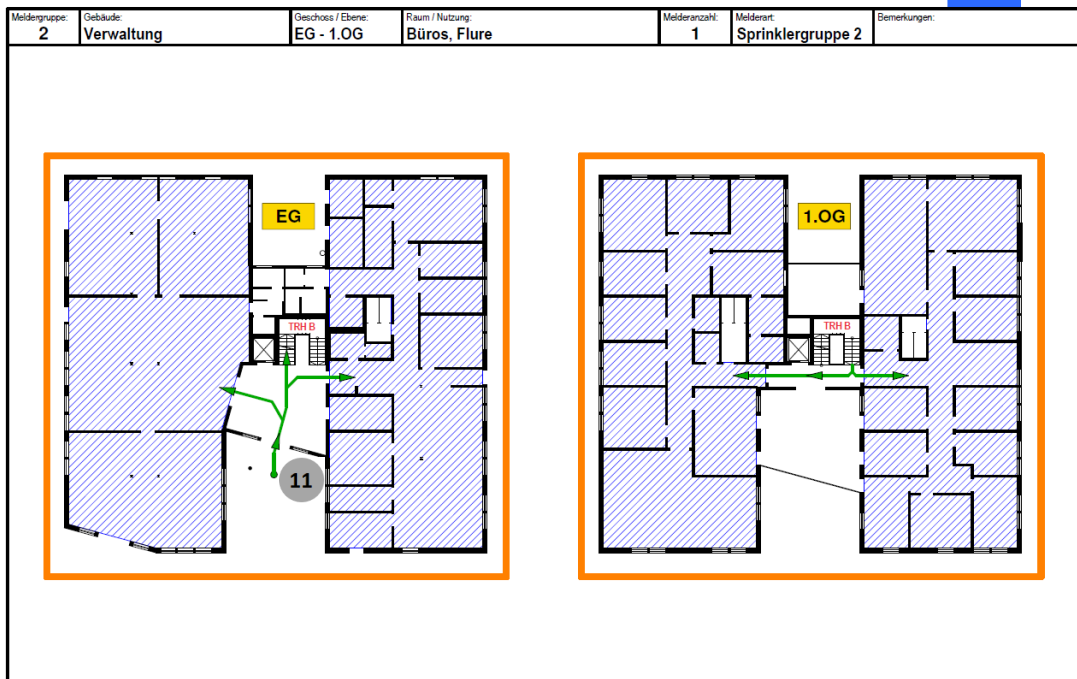 Meldergruppe: Gebäude: Geschoss / Ebene: Raum / Nutzung: Melderanzahl: Melderart: Bemerkungen:
2 Verwaltung EG - 1.OG Büros, Flure 1 Sprinklergruppe 2
EG 1.OG
TRH B TRH B
11